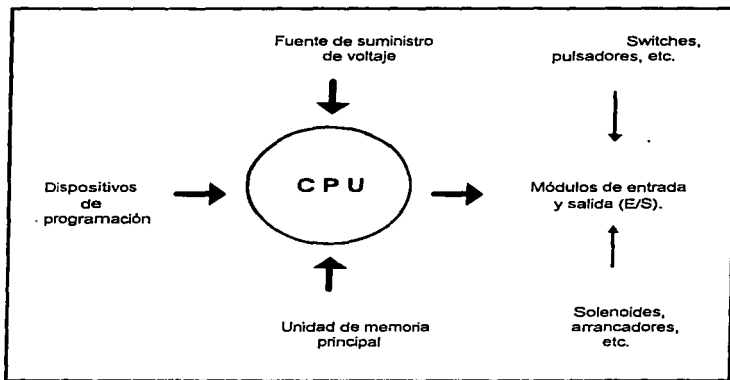 Fuente de suministro
de voltaje
Switches,
pulsadores, etc.
Dispositivos
de
programación
C P U
Módulos de entrada
y salida (E/S).
Unidad de memoria
principal
Solenoides,
arrancadores,
etc.